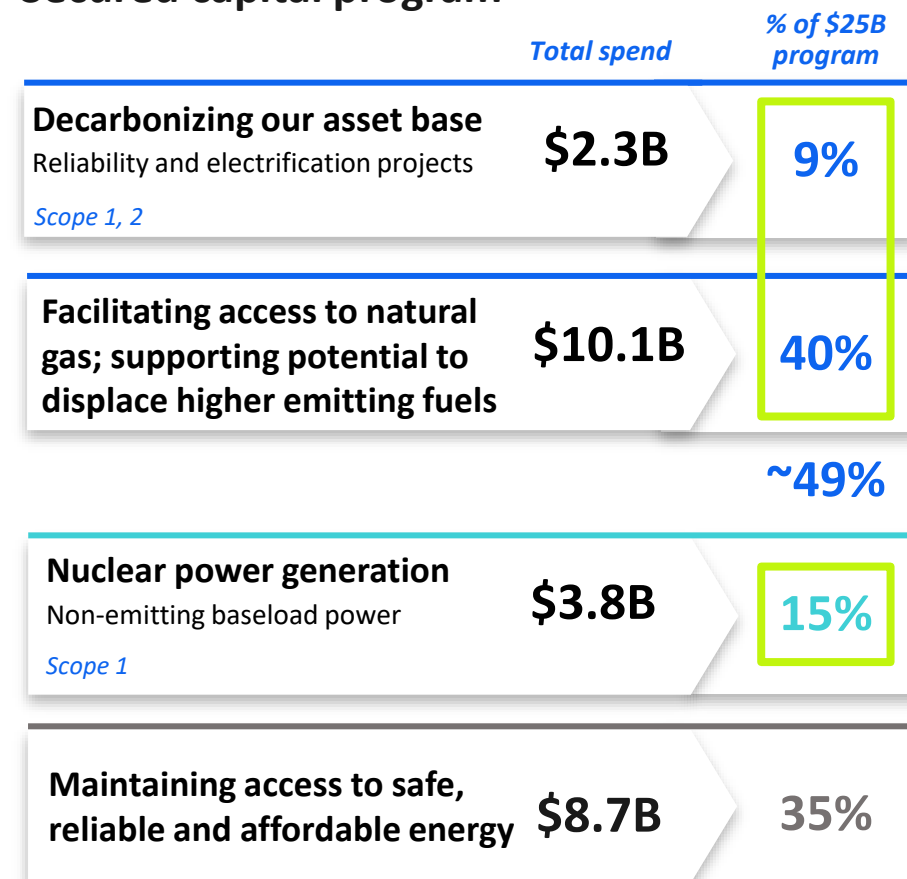 Secured capital program
% of $25B
Total spend
program
Decarbonizing our asset base
Reliability and electrification projects
Scope 1, 2
$2.3B
9%
Facilitating access to natural
gas; supporting potential to
displace higher emitting fuels
$10.1B
40%
~49%
Nuclear power generation
Non-emitting baseload power
Scope 1
$3.8B
15%
Maintaining access to safe,
reliable and affordable energy
$8.7B
35%